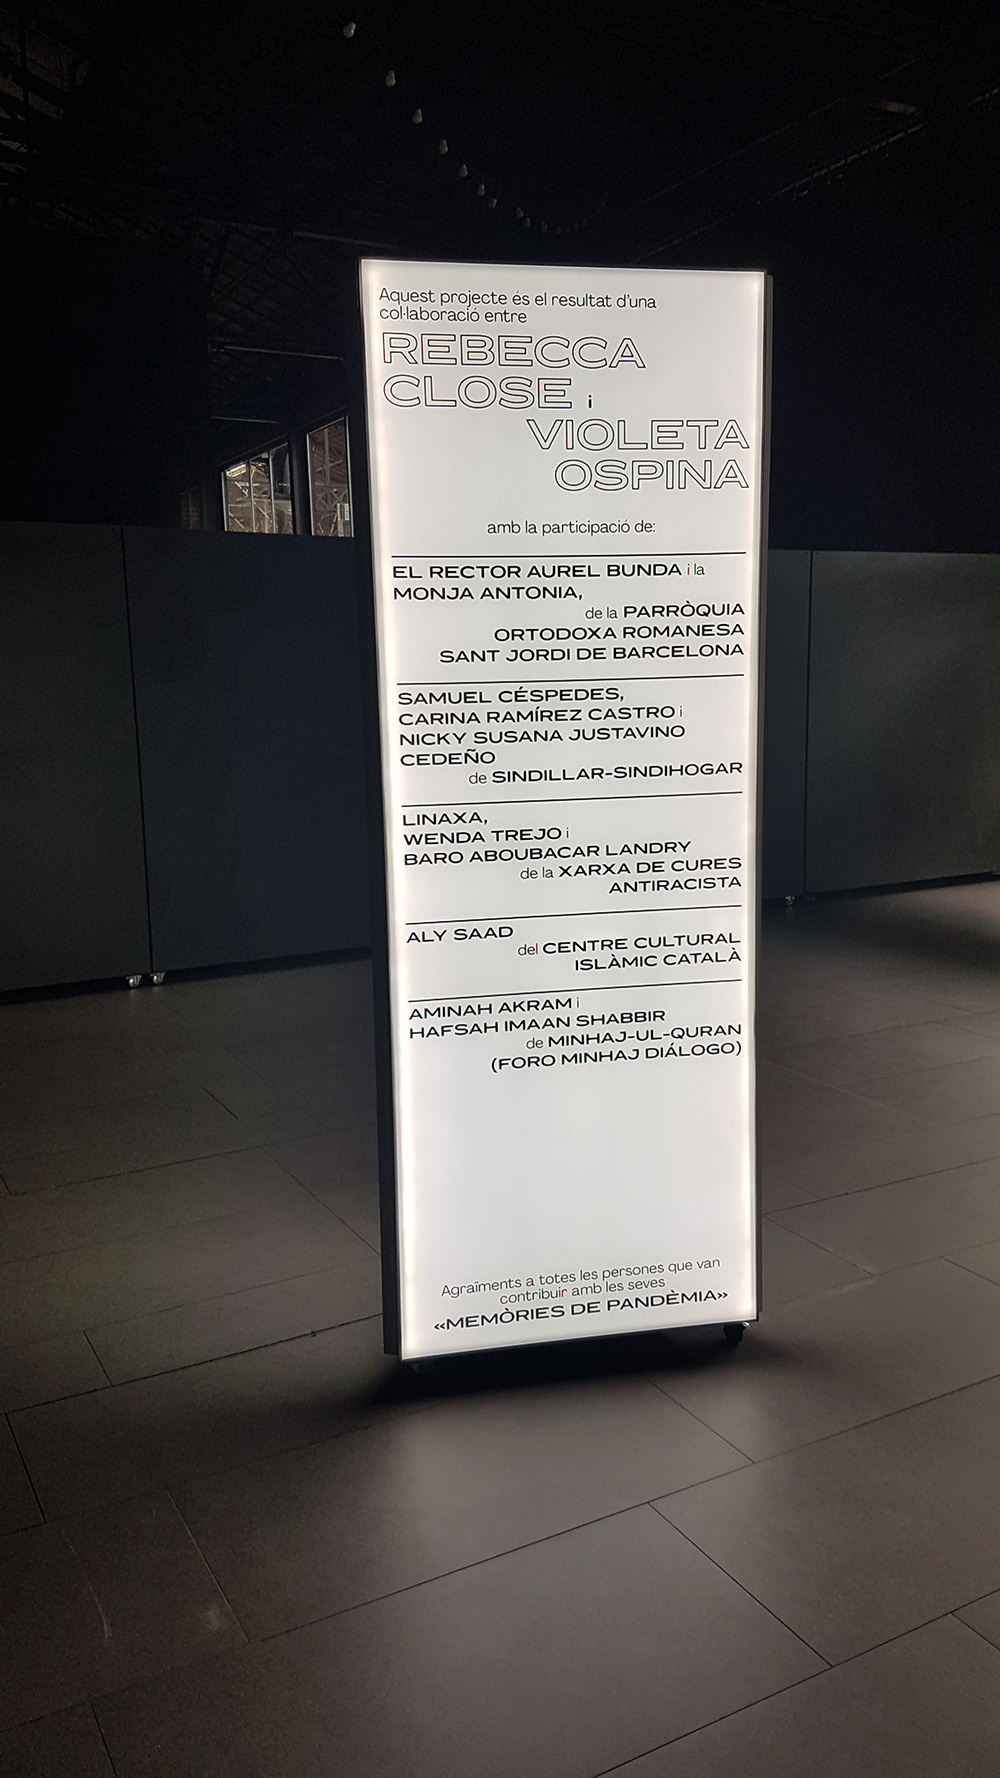 Aquest projecte és el resultat d'una
col·laboració entre
REBECCA
CLOSE i
VIOLETA
OSPINA
amb la participació de:
EL RECTOR AUREL BUNDA i la
MONJA ANTONIA,
de la PARRÒQUIA
ORTODOXA ROMANESA
SANT JORDI DE BARCELONA
SAMUEL CÉSPEDES,
CARINA RAMÍREZ CASTRO i
NICKY SUSANA JUSTAVINO
CEDEÑO
de SINDILLAR-SINDIHOGAR
LINAXA,
WENDA TREJO i
BARO ABOUBACAR LANDRY
de la XARXA DE CURES
ANTIRACISTA
ALY SAAD
del CENTRE CULTURAL
ISLÀMIC CATALÀ
AMINAH AKRAM i
HAFSAH IMAAN SHABBIR
de MINHAJ-UL-QURAN
(FORO MINHAJ DIÁLOGO)
Agraïments a totes les persones que van
contribuir amb les seves
«MEMÒRIES DE PANDÈMIA»